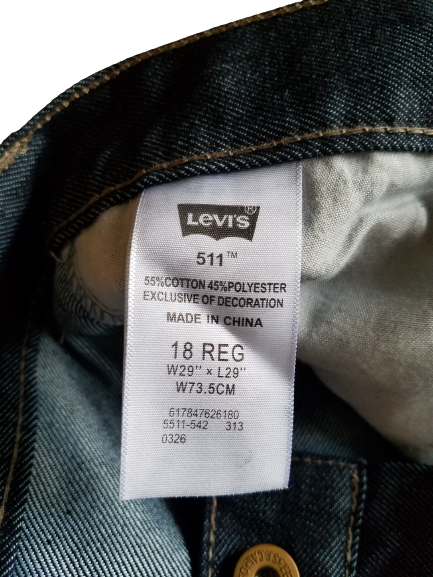 LEVI'S®
511™
55%COTTON 45%POLYESTER
EXCLUSIVE OF DECORATION
MADE IN CHINA
18 REG
W29" × L29"
W73.5CM
617847626180
5511-542 313
0326